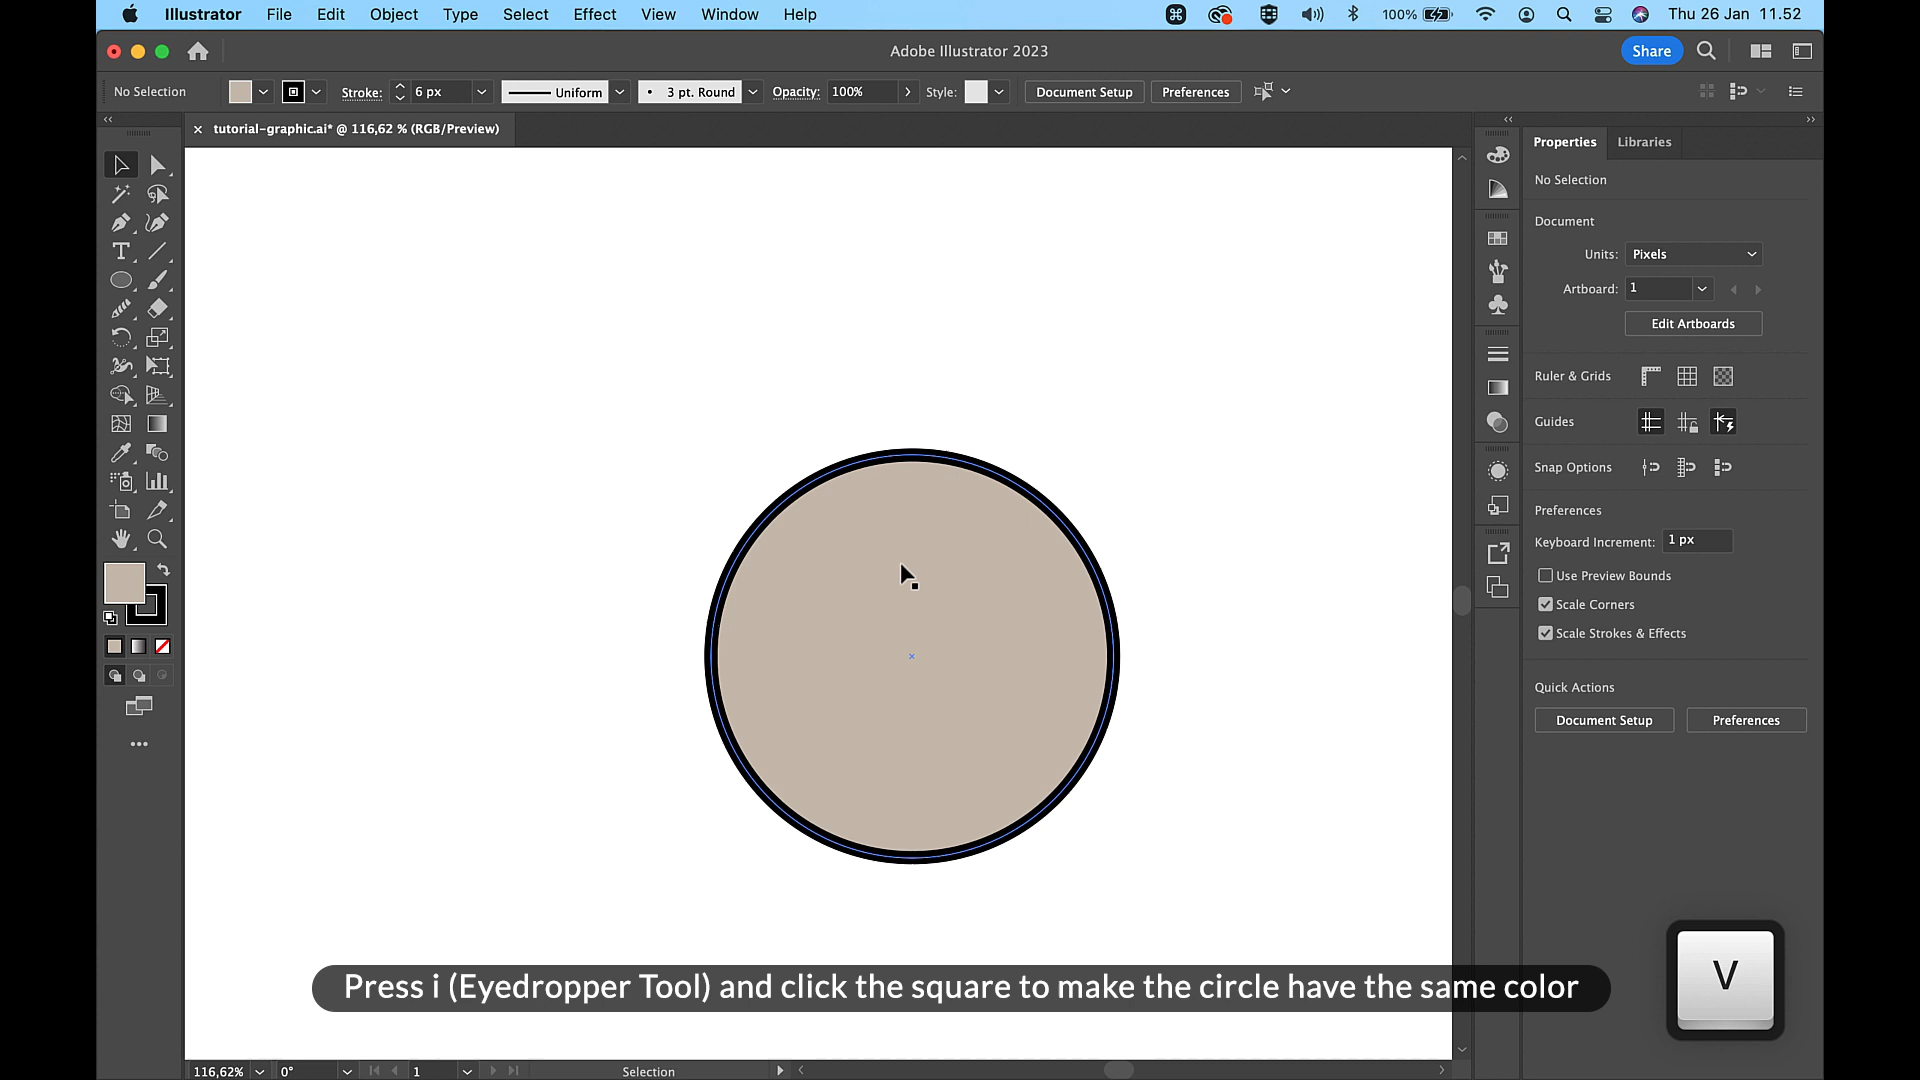 Illustrator File Edit Object Type Select Effect View Window Help 100% Thu 26 Jan 11.52
Adobe Illustrator 2023
Share
No Selection Stroke: 6 px Uniform 3 pt. Round Opacity: 100% Style: Document Setup Preferences
tutorial-graphic.ai* @ 116,62 % (RGB/Preview)
Properties Libraries
No Selection
Document
Units: Pixels
Artboard: 1
Edit Artboards
Ruler & Grids
Guides
Snap Options
Preferences
Keyboard Increment: 1 px
Use Preview Bounds
Scale Corners
Scale Strokes & Effects
Quick Actions
Document Setup Preferences
Press i (Eyedropper Tool) and click the square to make the circle have the same color
V
116,62% 0° 1 Selection